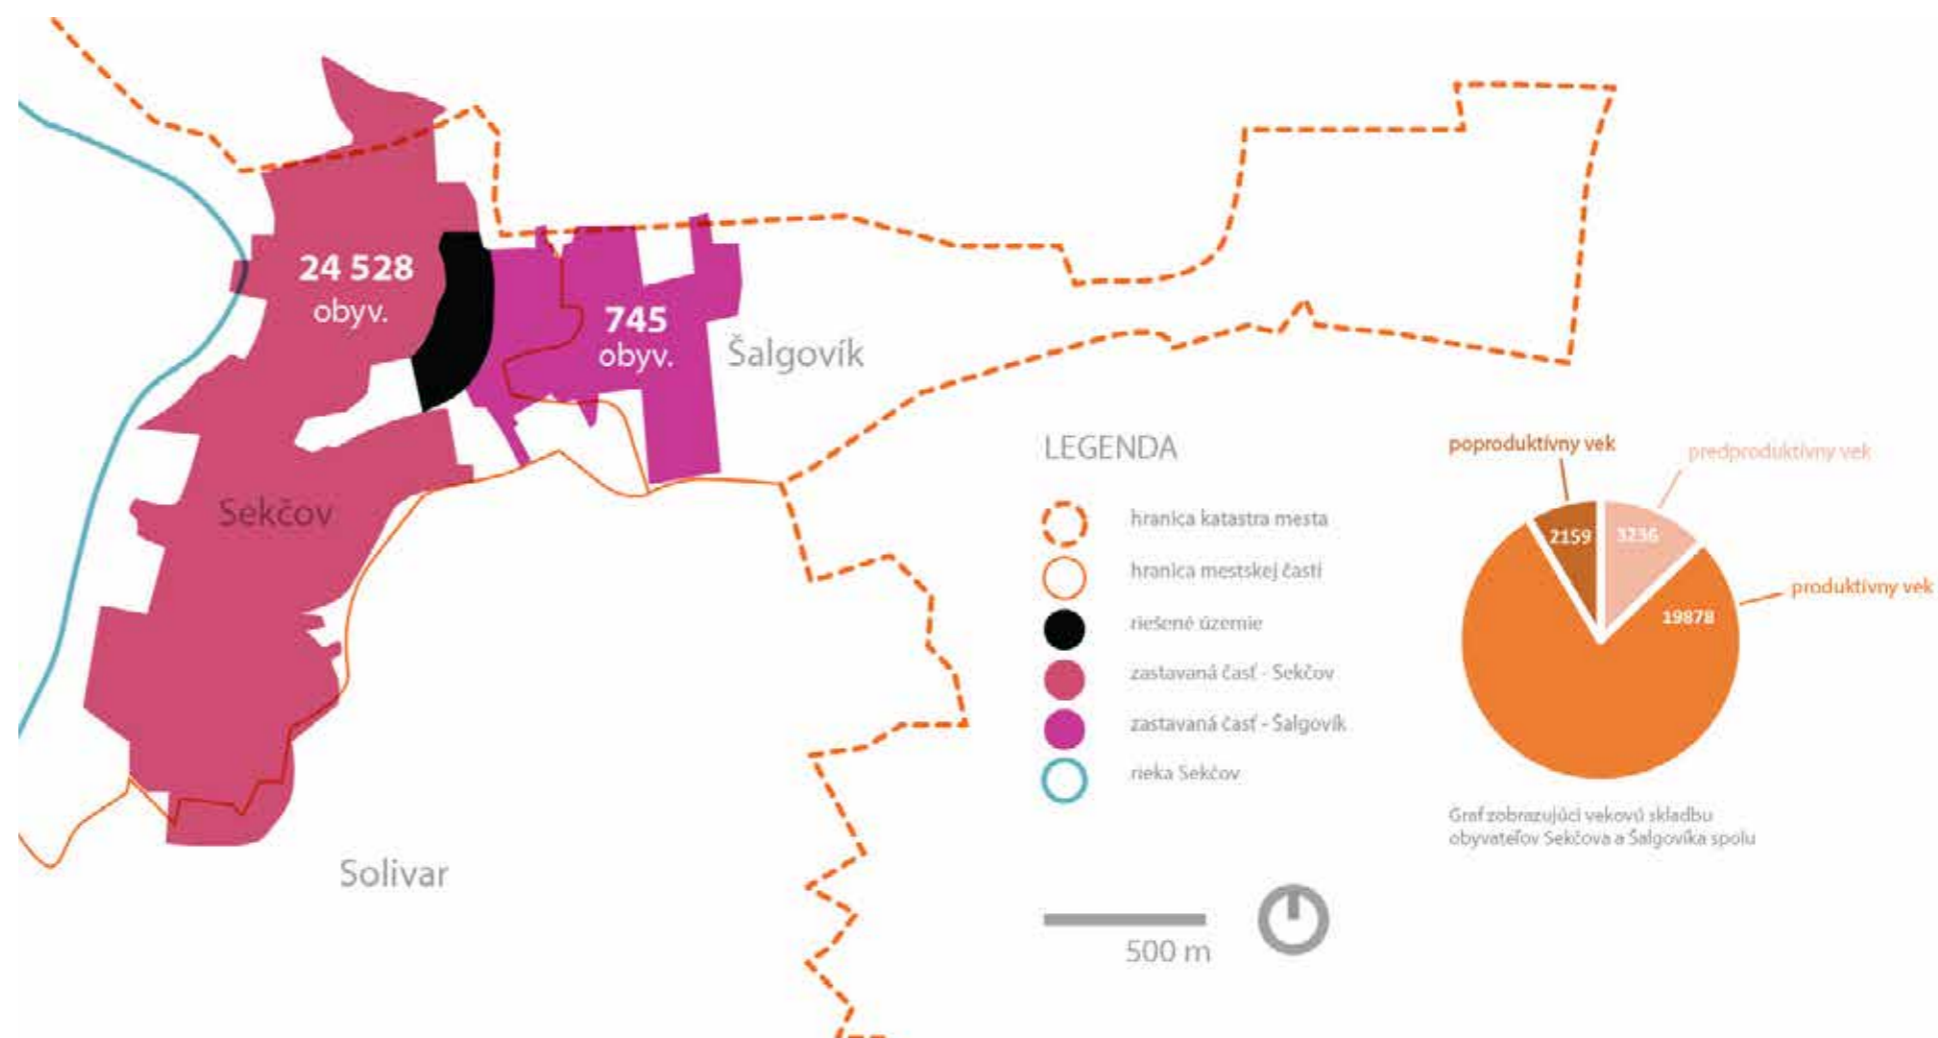 24 528
obyv.
745
obyv.
Šalgovík
Sekčov
Solivar
LEGENDA
hranica katastra mesta
hranica mestskej časti
riešené územie
zastavaná časť - Sekčov
zastavaná časť - Šalgovík
rieka Sekčov
500 m
poproduktívny vek
predproduktívny vek
produktívny vek
2159
3236
19878
Graf zobrazujúci vekovú skladbu
obyvateľov Sekčova a Šalgovíka spolu